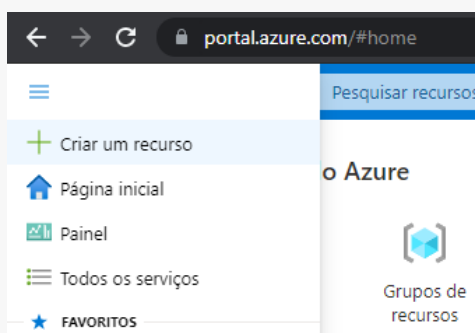 portal.azure.com/#home
Pesquisar recursos
Criar um recurso
Página inicial
Painel
Todos os serviços
FAVORITOS
o Azure
Grupos de
recursos